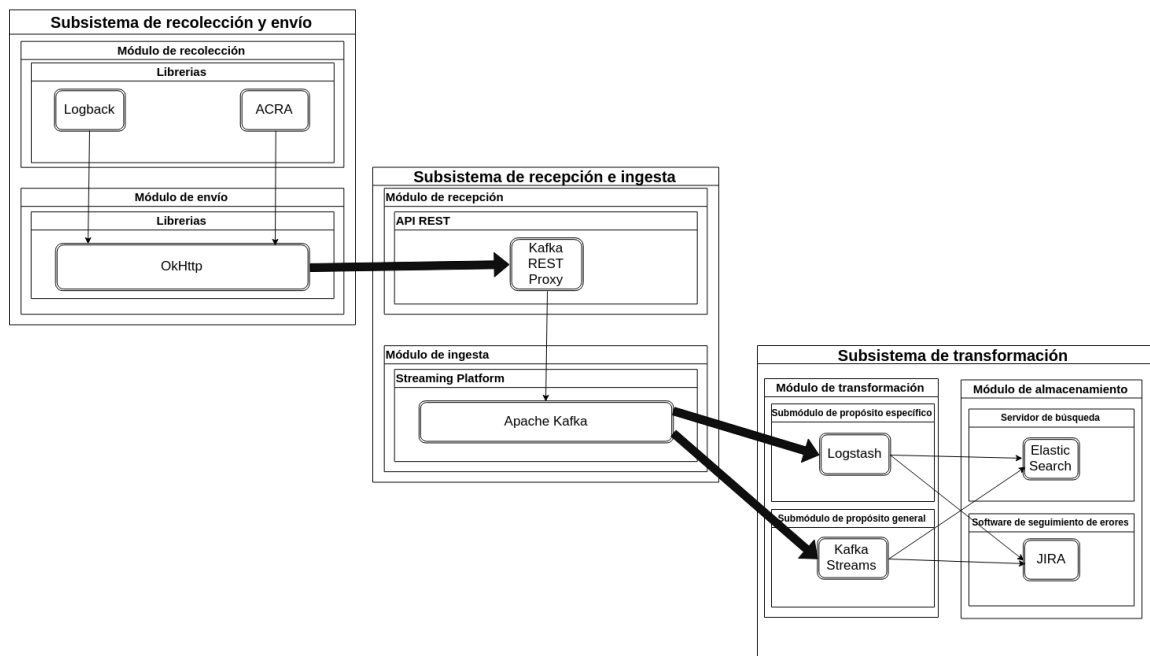 Subsistema de recolección y envío
Módulo de recolección
Librerias
Logback
ACRA
Módulo de envío
Librerias
OkHttp
Subsistema de recepción e ingesta
Módulo de recepción
API REST
Kafka
REST
Proxy
Módulo de ingesta
Streaming Platform
Apache Kafka
Subsistema de transformación
Módulo de transformación
Submódulo de propósito específico
Logstash
Submódulo de propósito general
Kafka
Streams
Módulo de almacenamiento
Servidor de búsqueda
Elastic
Search
Software de seguimiento de erores
JIRA